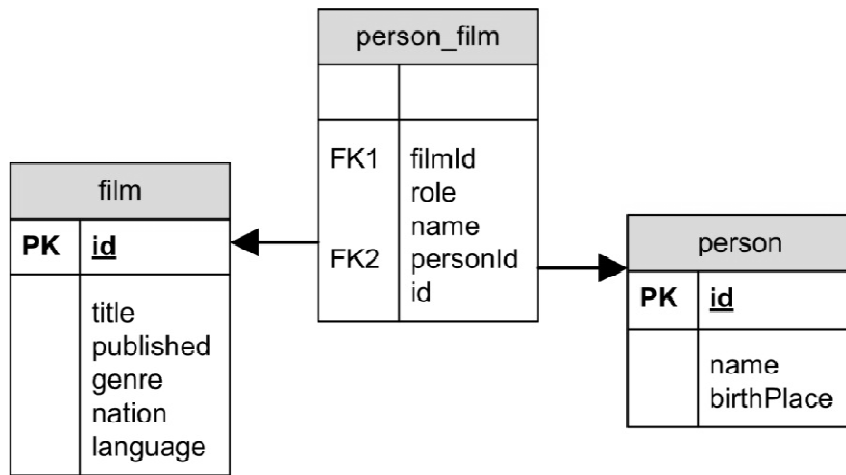 person_film
FK1 filmId
role
name
FK2 personId
id
film
PK id
title
published
genre
nation
language
person
PK id
name
birthPlace